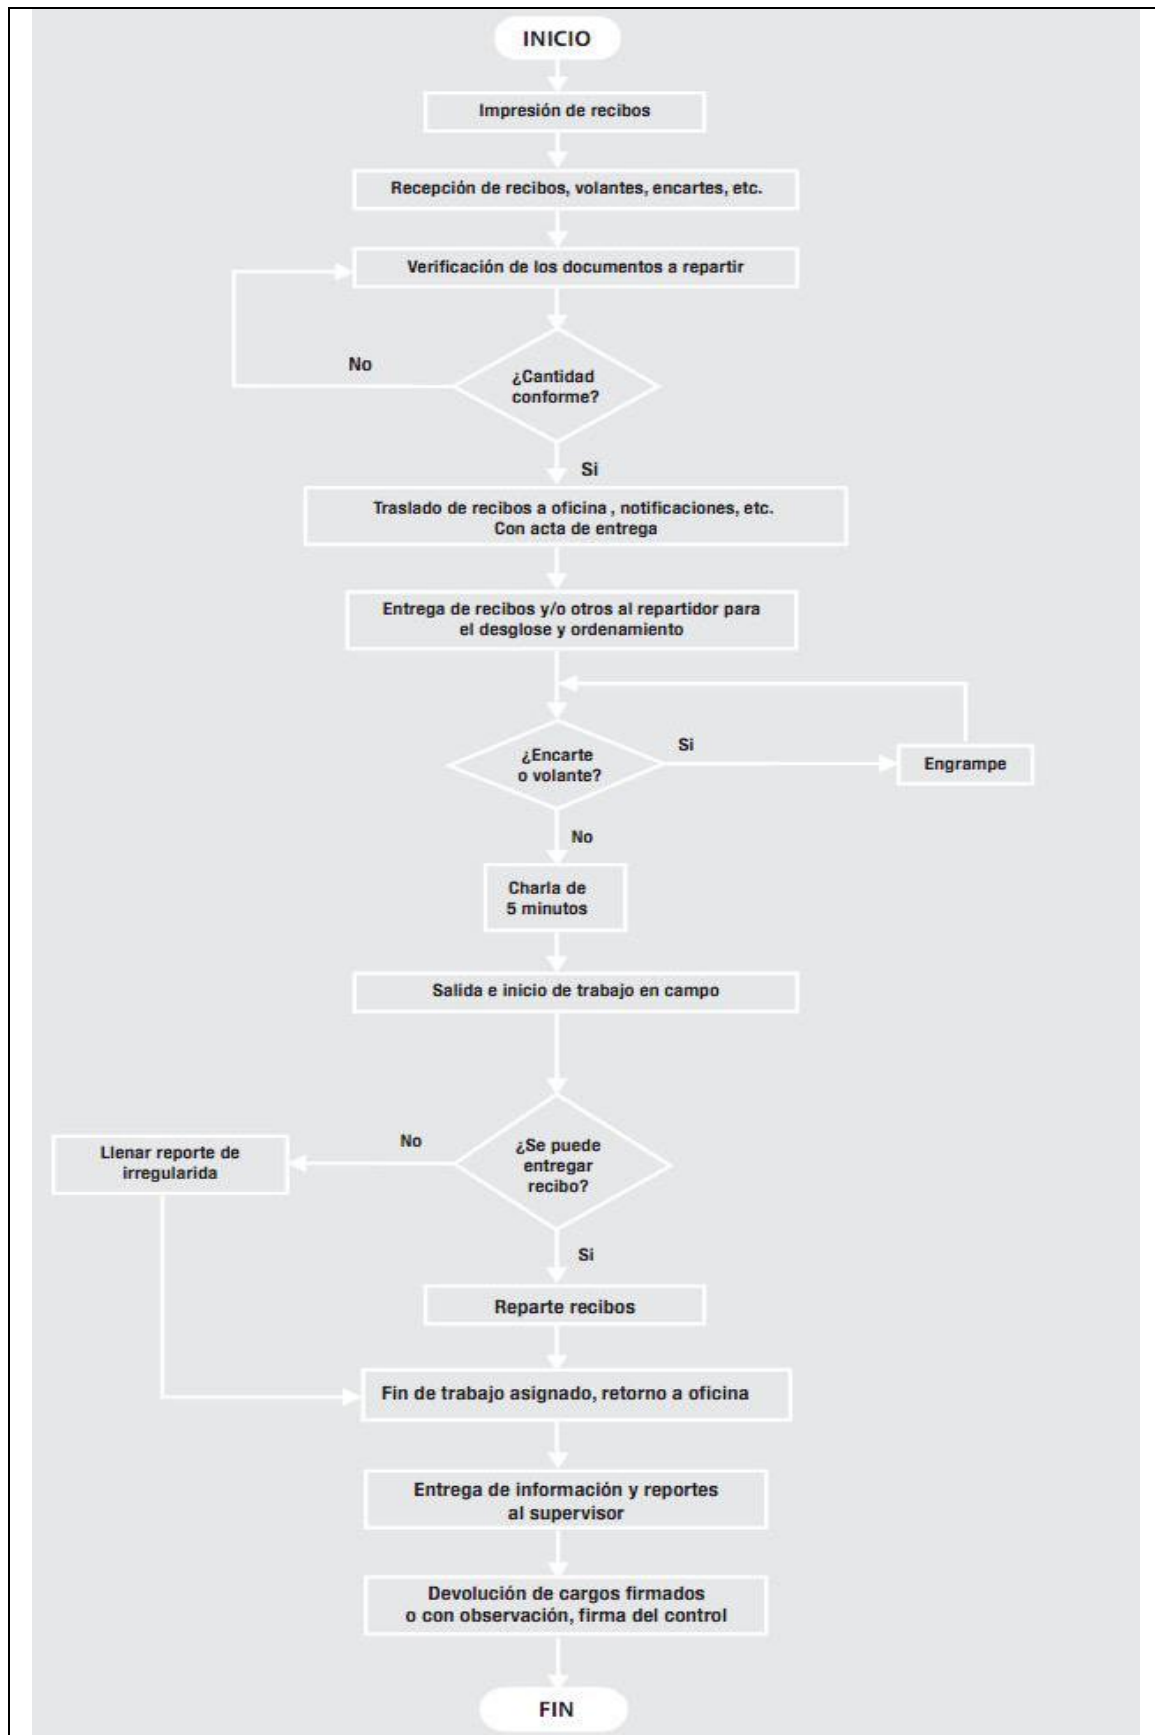 INICIO
Impresión de recibos
Recepción de recibos, volantes, encartes, etc.
Verificación de los documentos a repartir
No
¿Cantidad
conforme?
Si
Traslado de recibos a oficina , notificaciones, etc.
Con acta de entrega
Entrega de recibos y/o otros al repartidor para
el desglose y ordenamiento
¿Encarte
o volante?
Si
Engrampe
No
Charla de
5 minutos
Salida e inicio de trabajo en campo
¿Se puede
entregar
recibo?
No
Llenar reporte de
irregularida
Si
Reparte recibos
Fin de trabajo asignado, retorno a oficina
Entrega de información y reportes
al supervisor
Devolución de cargos firmados
o con observación, firma del control
FIN